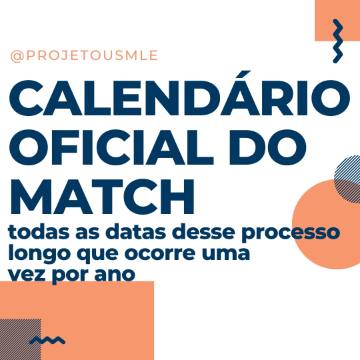 @PROJETOUSMLE
CALENDÁRIO
OFICIAL DO
MATCH
todas as datas desse processo
longo que ocorre uma
vez por ano